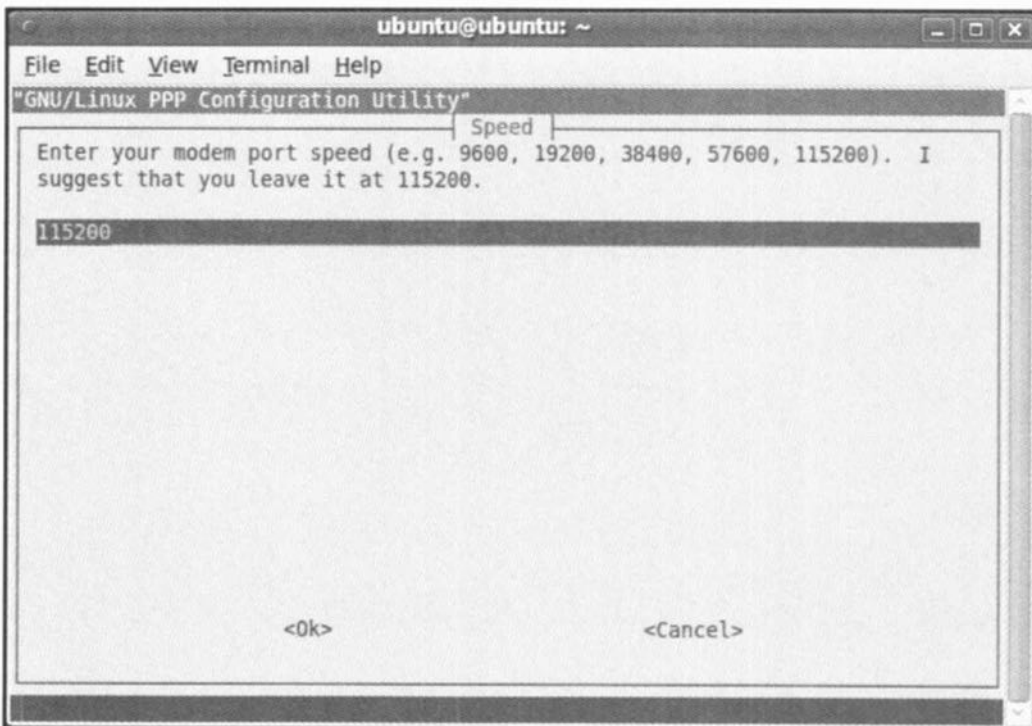 ubuntu@ubuntu: ~
File Edit View Terminal Help
"GNU/Linux PPP Configuration Utility"
Speed
Enter your modem port speed (e.g. 9600, 19200, 38400, 57600, 115200). I
suggest that you leave it at 115200.
115200
<Ok> <Cancel>